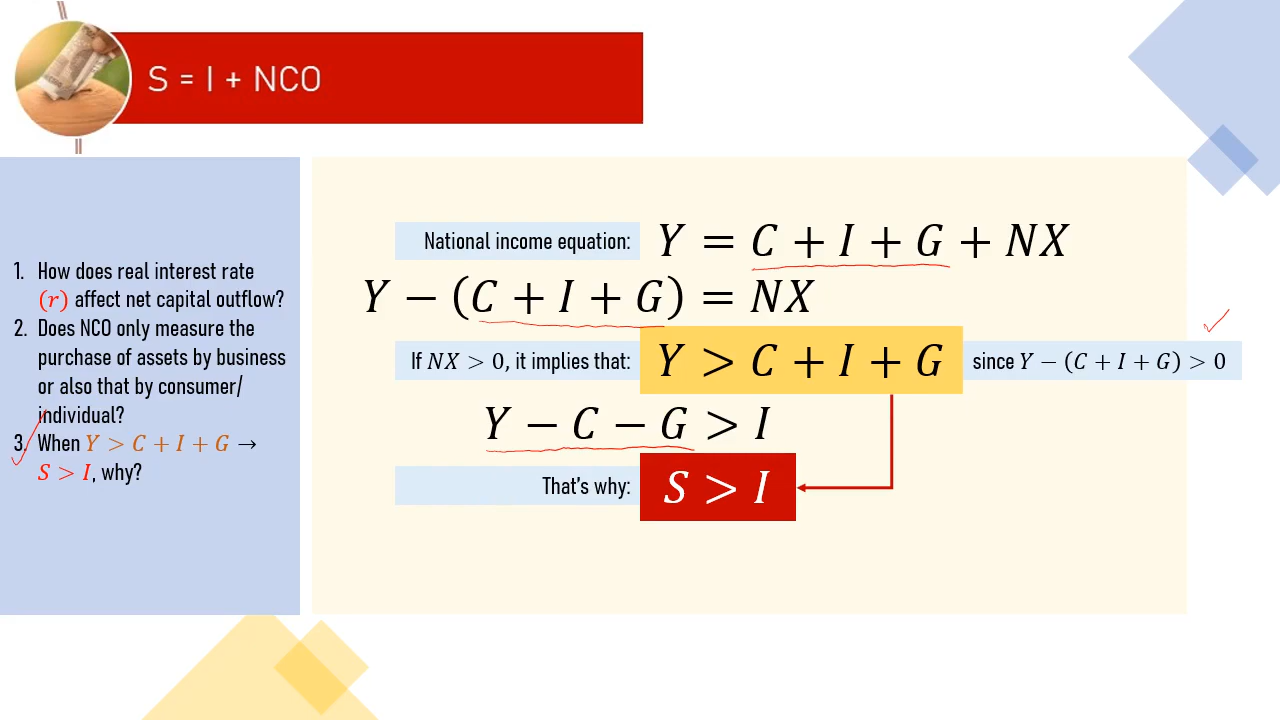 S = I + NCO
1. How does real interest rate
(r) affect net capital outflow?
2. Does NCO only measure the
purchase of assets by business
or also that by consumer/
individual?
3. When Y > C + I + G →
S > I, why?
National income equation: Y = C + I + G + NX
Y − (C + I + G) = NX
If NX > 0, it implies that: Y > C + I + G since Y − (C + I + G) > 0
Y − C − G > I
That's why: S > I